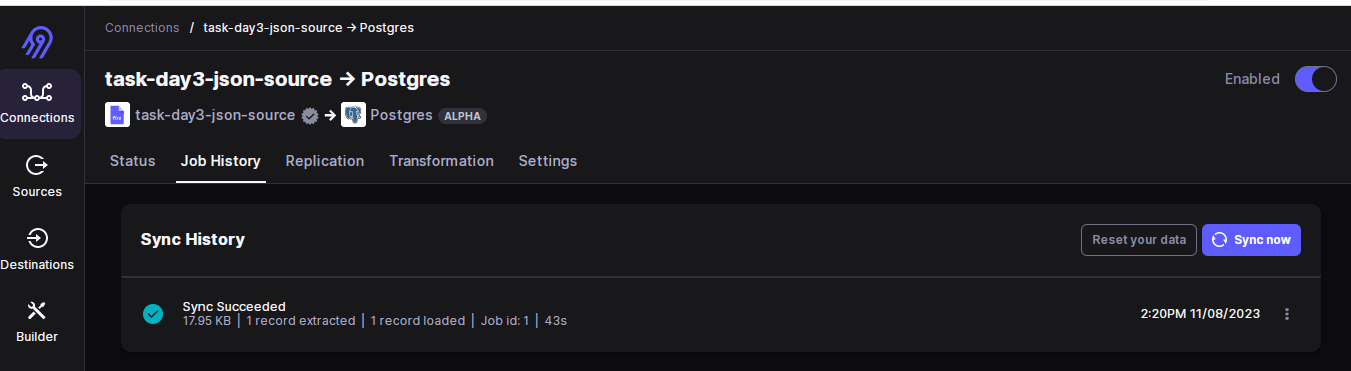 Connections / task-day3-json-source → Postgres
task-day3-json-source → Postgres
Enabled
task-day3-json-source → Postgres ALPHA
Status Job History Replication Transformation Settings
Connections
Sources
Destinations
Builder
Sync History
Reset your data Sync now
Sync Succeeded
17.95 KB | 1 record extracted | 1 record loaded | Job id: 1 | 43s
2:20PM 11/08/2023